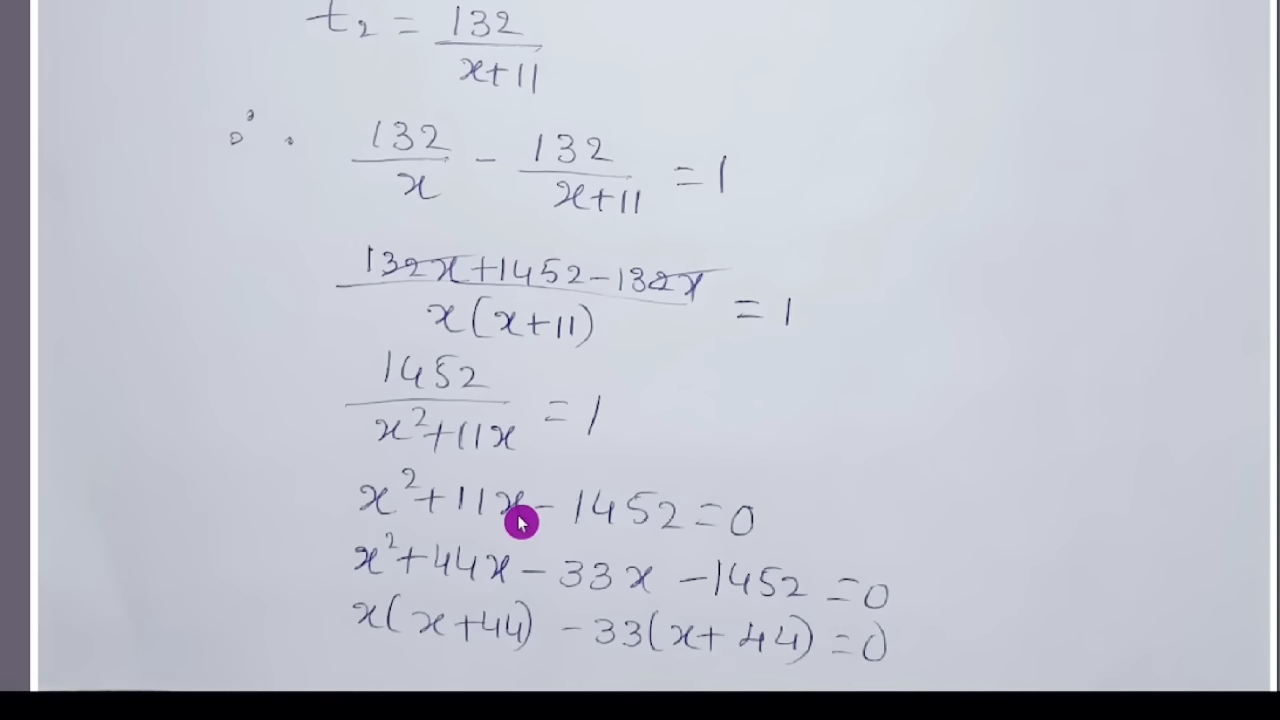 t₂ = 132/(x+11)
∴ 132/x − 132/(x+11) = 1
(132x+1452−132x)/(x(x+11)) = 1
1452/(x²+11x) = 1
x²+11x−1452=0
x²+44x−33x−1452=0
x(x+44)−33(x+44)=0